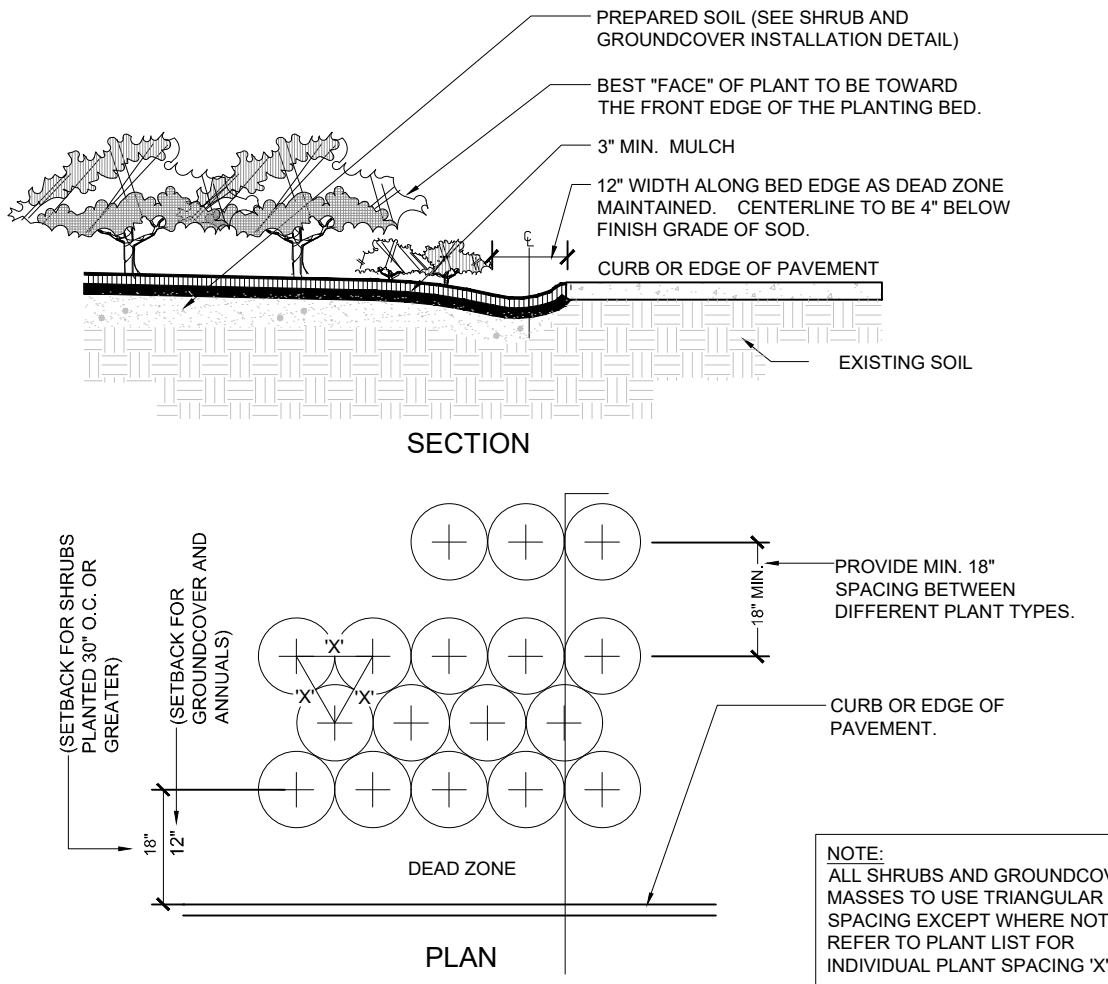 PREPARED SOIL (SEE SHRUB AND
GROUNDCOVER INSTALLATION DETAIL)
BEST "FACE" OF PLANT TO BE TOWARD
THE FRONT EDGE OF THE PLANTING BED.
3" MIN. MULCH
12" WIDTH ALONG BED EDGE AS DEAD ZONE
MAINTAINED. CENTERLINE TO BE 4" BELOW
FINISH GRADE OF SOD.
CL
CURB OR EDGE OF PAVEMENT
EXISTING SOIL
SECTION
(SETBACK FOR SHRUBS
PLANTED 30" O.C. OR
GREATER)
(SETBACK FOR
GROUNDCOVER AND
ANNUALS)
'X'
'X'
'X'
18" MIN.
PROVIDE MIN. 18"
SPACING BETWEEN
DIFFERENT PLANT TYPES.
CURB OR EDGE OF
PAVEMENT.
18"
12"
DEAD ZONE
PLAN
NOTE:
ALL SHRUBS AND GROUNDCOV
MASSES TO USE TRIANGULAR
SPACING EXCEPT WHERE NOT
REFER TO PLANT LIST FOR
INDIVIDUAL PLANT SPACING 'X'